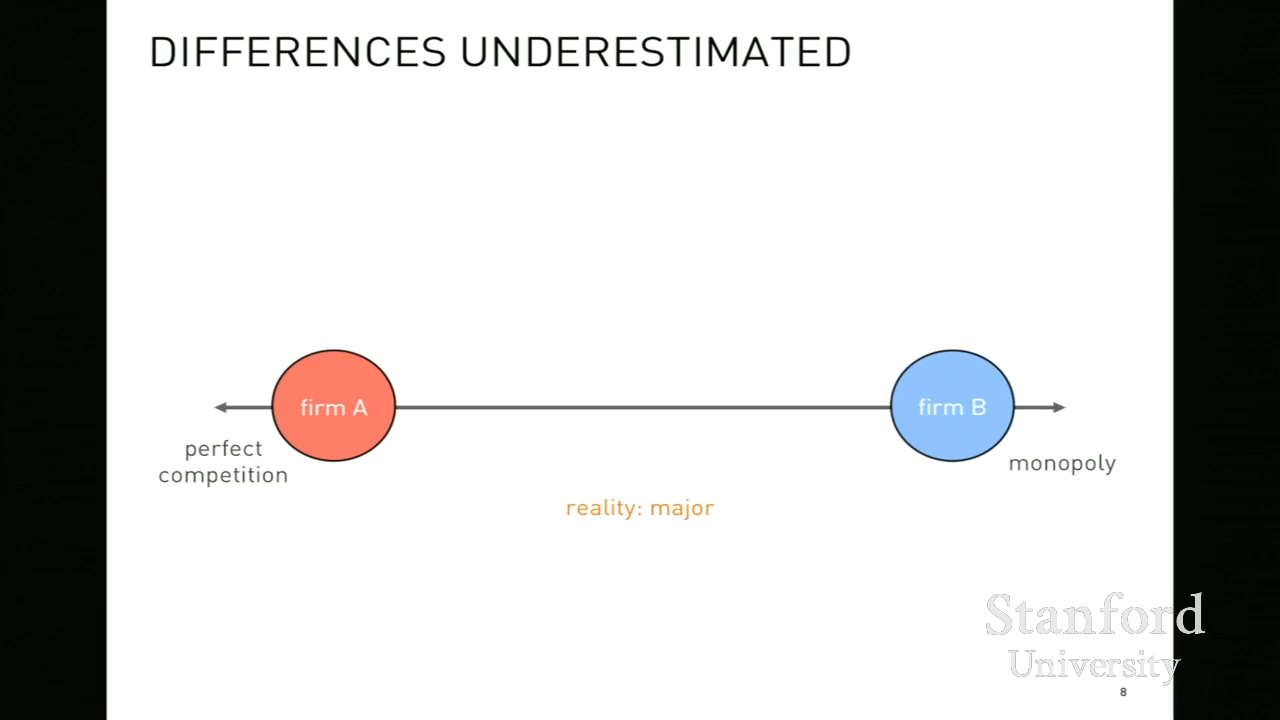 DIFFERENCES UNDERESTIMATED
firm A
firm B
perfect
competition
monopoly
reality: major
Stanford
University
8